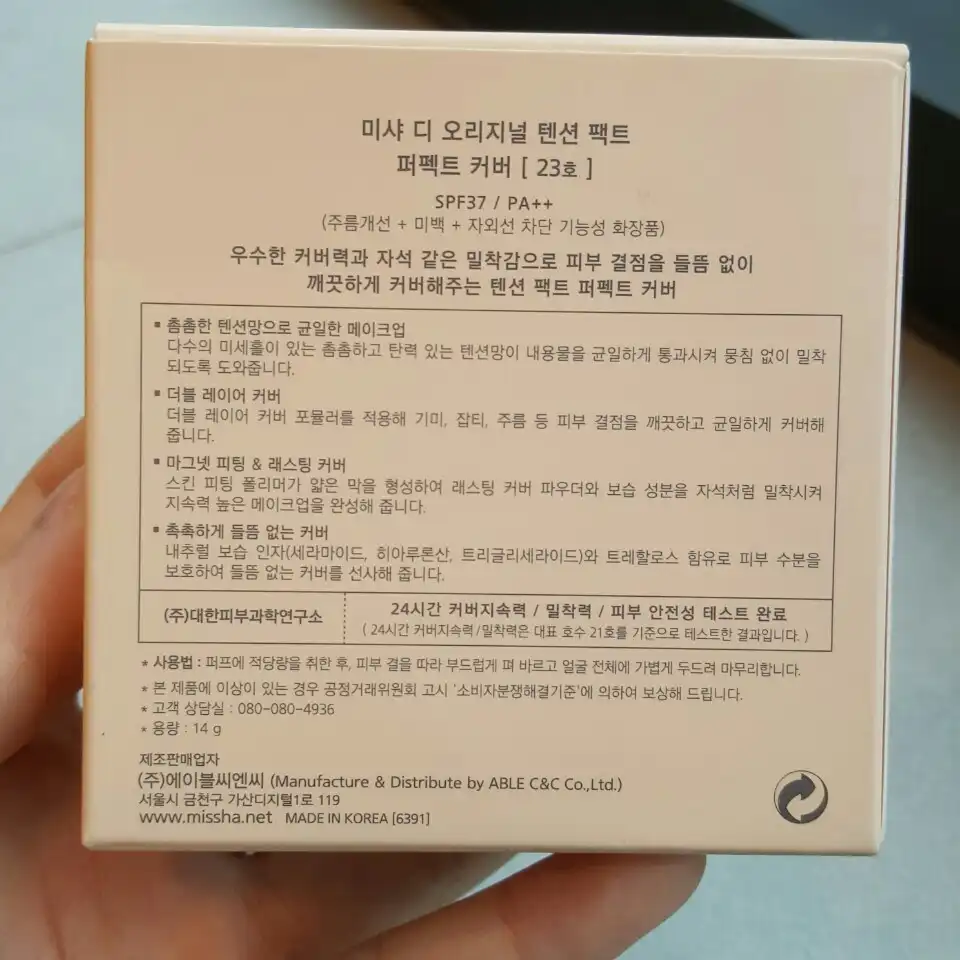 미샤 디 오리지널 텐션 팩트
퍼펙트 커버 [ 23호 ]
SPF37 / PA++
(주름개선 + 미백 + 자외선 차단 기능성 화장품)
우수한 커버력과 자석 같은 밀착감으로 피부 결점을 들뜸 없이
깨끗하게 커버해주는 텐션 팩트 퍼펙트 커버
▪ 촘촘한 텐션망으로 균일한 메이크업
다수의 미세홀이 있는 촘촘하고 탄력 있는 텐션망이 내용물을 균일하게 통과시켜 뭉침 없이 밀착
되도록 도와줍니다.
▪ 더블 레이어 커버
더블 레이어 커버 포뮬러를 적용해 기미, 잡티, 주름 등 피부 결점을 깨끗하고 균일하게 커버해
줍니다.
▪ 마그넷 피팅 & 래스팅 커버
스킨 피팅 폴리머가 얇은 막을 형성하여 래스팅 커버 파우더와 보습 성분을 자석처럼 밀착시켜
지속력 높은 메이크업을 완성해 줍니다.
▪ 촉촉하게 들뜸 없는 커버
내추럴 보습 인자(세라마이드, 히아루론산, 트리글리세라이드)와 트레할로스 함유로 피부 수분을
보호하여 들뜸 없는 커버를 선사해 줍니다.
(주)대한피부과학연구소
24시간 커버지속력 / 밀착력 / 피부 안전성 테스트 완료
( 24시간 커버지속력/밀착력은 대표 호수 21호를 기준으로 테스트한 결과입니다. )
* 사용법 : 퍼프에 적당량을 취한 후, 피부 결을 따라 부드럽게 펴 바르고 얼굴 전체에 가볍게 두드려 마무리합니다.
* 본 제품에 이상이 있는 경우 공정거래위원회 고시 '소비자분쟁해결기준'에 의하여 보상해 드립니다.
* 고객 상담실 : 080-080-4936
* 용량 : 14 g
제조판매업자
(주)에이블씨엔씨 (Manufacture & Distribute by ABLE C&C Co.,Ltd.)
서울시 금천구 가산디지털1로 119
www.missha.net MADE IN KOREA [6391]